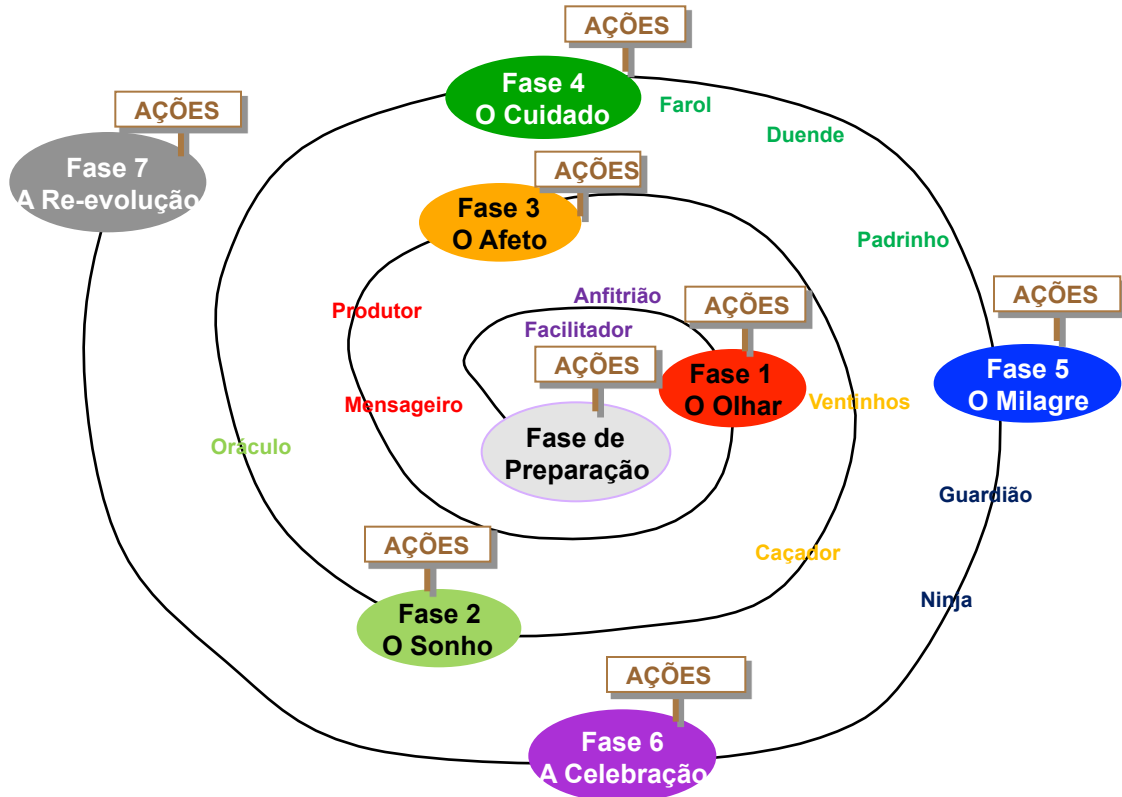 AÇÕES
Fase 4
O Cuidado
Farol
Duende
AÇÕES
Fase 7
A Re-evolução
AÇÕES
Fase 3
O Afeto
Padrinho
Produtor
Anfitrião
Facilitador
AÇÕES
AÇÕES
AÇÕES
Fase 1
O Olhar
Fase 5
O Milagre
Mensageiro
Ventinhos
Fase de
Preparação
Oráculo
Guardião
AÇÕES
Caçador
Fase 2
O Sonho
Ninja
AÇÕES
Fase 6
A Celebração